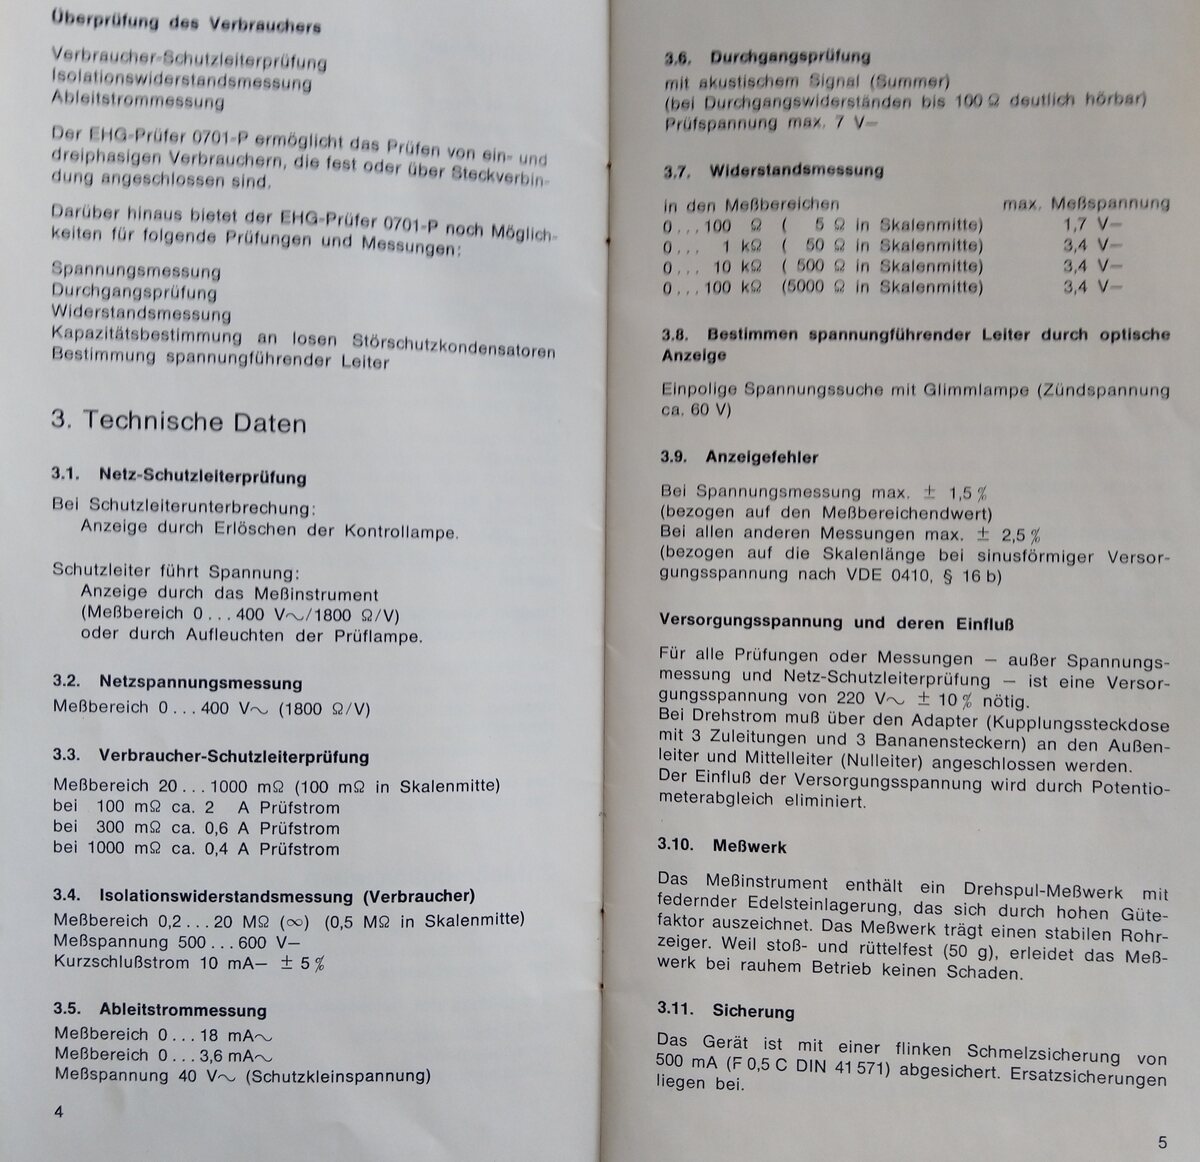 Überprüfung des Verbrauchers
Verbraucher-Schutzleiterprüfung
Isolationswiderstandsmessung
Ableitstrommessung
Der EHG-Prüfer 0701-P ermöglicht das Prüfen von ein- und
dreiphasigen Verbrauchern, die fest oder über Steckverbin-
dung angeschlossen sind.
Darüber hinaus bietet der EHG-Prüfer 0701-P noch Möglich-
keiten für folgende Prüfungen und Messungen:
Spannungsmessung
Durchgangsprüfung
Widerstandsmessung
Kapazitätsbestimmung an losen Störschutzkondensatoren
Bestimmung spannungführender Leiter
3. Technische Daten
3.1. Netz-Schutzleiterprüfung
Bei Schutzleiterunterbrechung:
Anzeige durch Erlöschen der Kontrollampe.
Schutzleiter führt Spannung:
Anzeige durch das Meßinstrument
(Meßbereich 0...400 V~/1800 Ω/V)
oder durch Aufleuchten der Prüflampe.
3.2. Netzspannungsmessung
Meßbereich 0...400 V~ (1800 Ω/V)
3.3. Verbraucher-Schutzleiterprüfung
Meßbereich 20...1000 mΩ (100 mΩ in Skalenmitte)
bei 100 mΩ ca. 2 A Prüfstrom
bei 300 mΩ ca. 0,6 A Prüfstrom
bei 1000 mΩ ca. 0,4 A Prüfstrom
3.4. Isolationswiderstandsmessung (Verbraucher)
Meßbereich 0,2...20 MΩ (∞) (0,5 MΩ in Skalenmitte)
Meßspannung 500...600 V–
Kurzschlußstrom 10 mA– ± 5 %
3.5. Ableitstrommessung
Meßbereich 0...18 mA~
Meßbereich 0...3,6 mA~
Meßspannung 40 V~ (Schutzkleinspannung)
4
3.6. Durchgangsprüfung
mit akustischem Signal (Summer)
(bei Durchgangswiderständen bis 100 Ω deutlich hörbar)
Prüfspannung max. 7 V–
3.7. Widerstandsmessung
in den Meßbereichen max. Meßspannung
0...100 Ω ( 5 Ω in Skalenmitte) 1,7 V–
0... 1 kΩ ( 50 Ω in Skalenmitte) 3,4 V–
0... 10 kΩ ( 500 Ω in Skalenmitte) 3,4 V–
0...100 kΩ (5000 Ω in Skalenmitte) 3,4 V–
3.8. Bestimmen spannungführender Leiter durch optische
Anzeige
Einpolige Spannungssuche mit Glimmlampe (Zündspannung
ca. 60 V)
3.9. Anzeigefehler
Bei Spannungsmessung max. ± 1,5 %
(bezogen auf den Meßbereichendwert)
Bei allen anderen Messungen max. ± 2,5 %
(bezogen auf die Skalenlänge bei sinusförmiger Versor-
gungsspannung nach VDE 0410, § 16 b)
Versorgungsspannung und deren Einfluß
Für alle Prüfungen oder Messungen – außer Spannungs-
messung und Netz-Schutzleiterprüfung – ist eine Versor-
gungsspannung von 220 V~ ± 10 % nötig.
Bei Drehstrom muß über den Adapter (Kupplungssteckdose
mit 3 Zuleitungen und 3 Bananensteckern) an den Außen-
leiter und Mittelleiter (Nulleiter) angeschlossen werden.
Der Einfluß der Versorgungsspannung wird durch Potentio-
meterabgleich eliminiert.
3.10. Meßwerk
Das Meßinstrument enthält ein Drehspul-Meßwerk mit
federnder Edelsteinlagerung, das sich durch hohen Güte-
faktor auszeichnet. Das Meßwerk trägt einen stabilen Rohr-
zeiger. Weil stoß- und rüttelfest (50 g), erleidet das Meß-
werk bei rauhem Betrieb keinen Schaden.
3.11. Sicherung
Das Gerät ist mit einer flinken Schmelzsicherung von
500 mA (F 0,5 C DIN 41 571) abgesichert. Ersatzsicherungen
liegen bei.
5